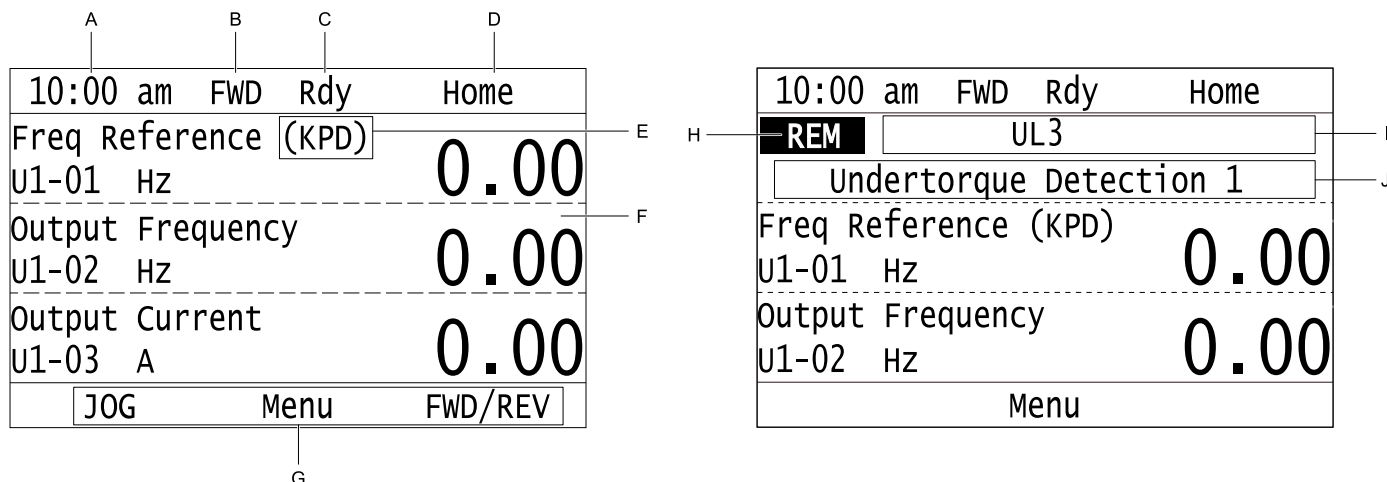 A B C D
10:00 am FWD Rdy Home
Freq Reference (KPD) 0.00
U1-01 Hz
E
Output Frequency 0.00
U1-02 Hz
F
Output Current 0.00
U1-03 A
JOG Menu FWD/REV
G
10:00 am FWD Rdy Home
H REM UL3
Undertorque Detection 1
Freq Reference (KPD) 0.00
U1-01 Hz
Output Frequency 0.00
U1-02 Hz
Menu